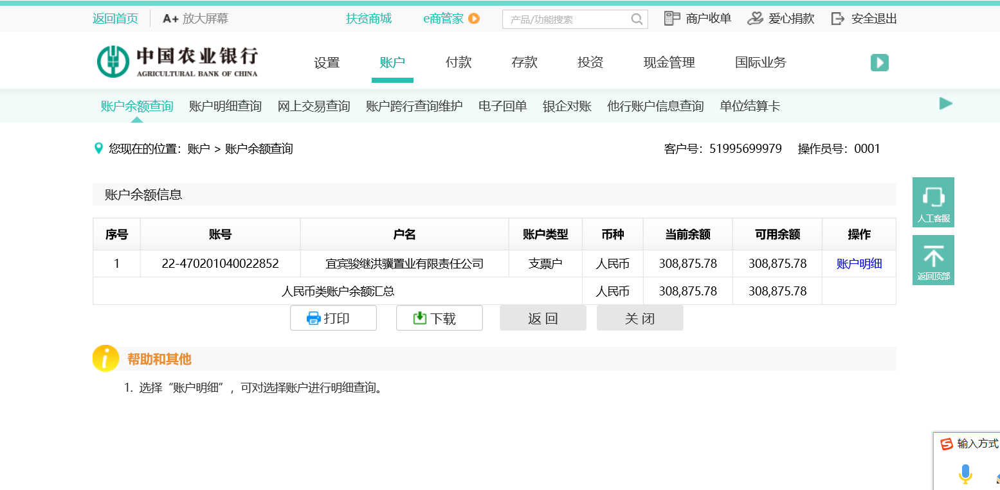 返回首页 A+ 放大屏幕 扶贫商城 e商管家 产品/功能搜索 商户收单 爱心捐款 安全退出
中国农业银行
AGRICULTURAL BANK OF CHINA
设置 账户 付款 存款 投资 现金管理 国际业务
账户余额查询 账户明细查询 网上交易查询 账户跨行查询维护 电子回单 银企对账 他行账户信息查询 单位结算卡
您现在的位置：账户 > 账户余额查询 客户号：51995699979 操作员号：0001
账户余额信息
人工客服
返回顶部
序号 账号 户名 账户类型 币种 当前余额 可用余额 操作
1 22-470201040022852 宜宾骏继洪骥置业有限责任公司 支票户 人民币 308,875.78 308,875.78 账户明细
人民币类账户余额汇总 人民币 308,875.78 308,875.78
打印 下载 返回 关闭
帮助和其他
1. 选择“账户明细”，可对选择账户进行明细查询。
输入方式